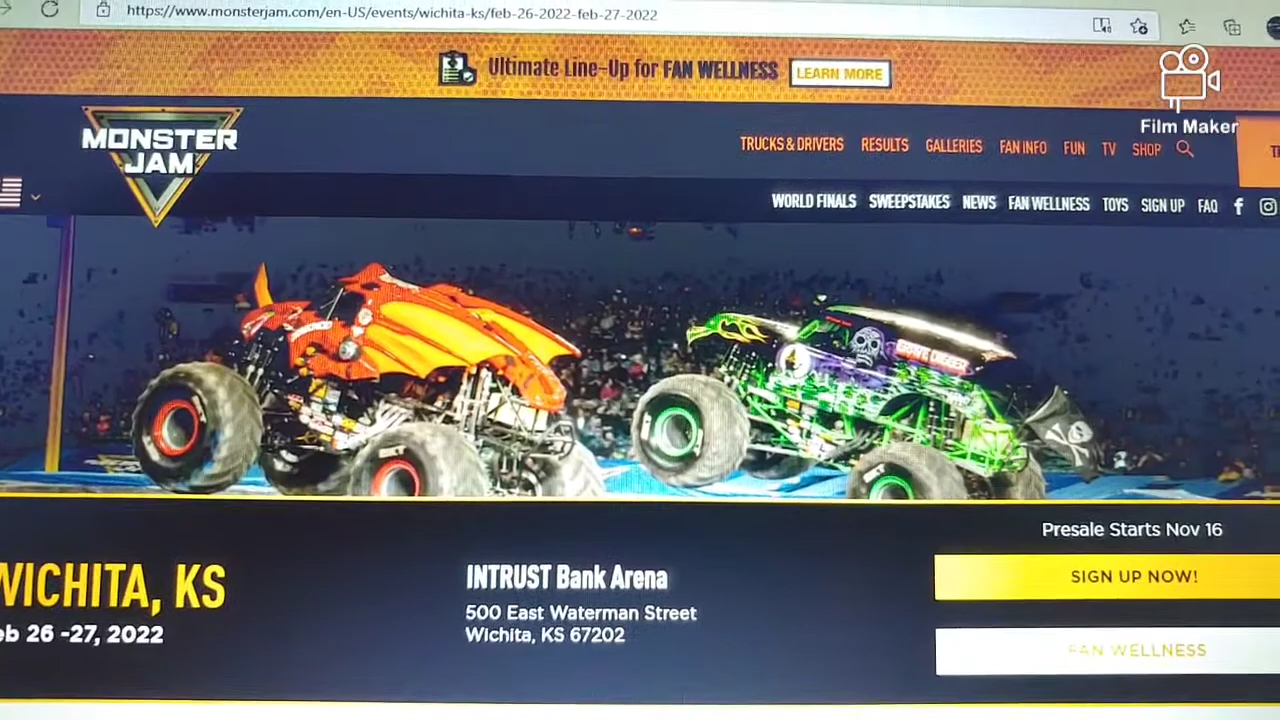 https://www.monsterjam.com/en-US/events/wichita-ks/feb-26-2022-feb-27-2022
Ultimate Line-Up for FAN WELLNESS LEARN MORE
Film Maker
MONSTER
JAM
TRUCKS & DRIVERS RESULTS GALLERIES FAN INFO FUN TV SHOP
WORLD FINALS SWEEPSTAKES NEWS FAN WELLNESS TOYS SIGN UP FAQ
GRAVE DIGGER
Presale Starts Nov 16
WICHITA, KS
INTRUST Bank Arena
SIGN UP NOW!
eb 26 -27, 2022
500 East Waterman Street
Wichita, KS 67202
FAN WELLNESS